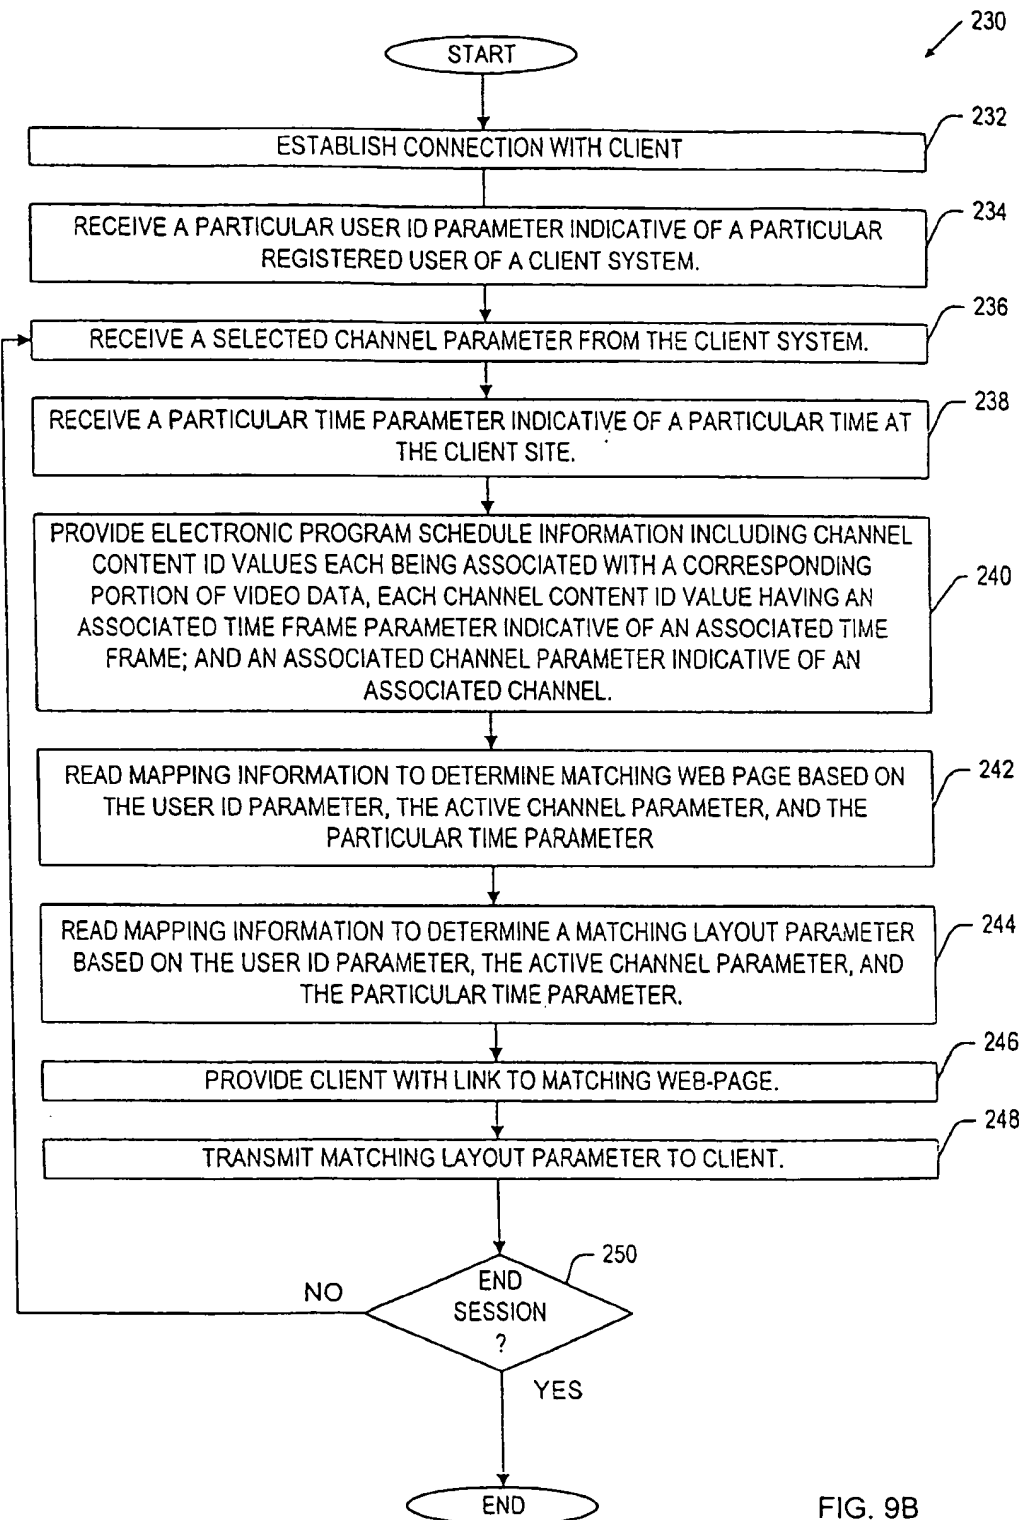 230
START
232
ESTABLISH CONNECTION WITH CLIENT
234
RECEIVE A PARTICULAR USER ID PARAMETER INDICATIVE OF A PARTICULAR
REGISTERED USER OF A CLIENT SYSTEM.
236
RECEIVE A SELECTED CHANNEL PARAMETER FROM THE CLIENT SYSTEM.
238
RECEIVE A PARTICULAR TIME PARAMETER INDICATIVE OF A PARTICULAR TIME AT
THE CLIENT SITE.
PROVIDE ELECTRONIC PROGRAM SCHEDULE INFORMATION INCLUDING CHANNEL
CONTENT ID VALUES EACH BEING ASSOCIATED WITH A CORRESPONDING
240
PORTION OF VIDEO DATA, EACH CHANNEL CONTENT ID VALUE HAVING AN
ASSOCIATED TIME FRAME PARAMETER INDICATIVE OF AN ASSOCIATED TIME
FRAME; AND AN ASSOCIATED CHANNEL PARAMETER INDICATIVE OF AN
ASSOCIATED CHANNEL.
242
READ MAPPING INFORMATION TO DETERMINE MATCHING WEB PAGE BASED ON
THE USER ID PARAMETER, THE ACTIVE CHANNEL PARAMETER, AND THE
PARTICULAR TIME PARAMETER
244
READ MAPPING INFORMATION TO DETERMINE A MATCHING LAYOUT PARAMETER
BASED ON THE USER ID PARAMETER, THE ACTIVE CHANNEL PARAMETER, AND
THE PARTICULAR TIME PARAMETER.
246
PROVIDE CLIENT WITH LINK TO MATCHING WEB-PAGE.
248
TRANSMIT MATCHING LAYOUT PARAMETER TO CLIENT.
250
END
SESSION
?
NO
YES
END
FIG. 9B